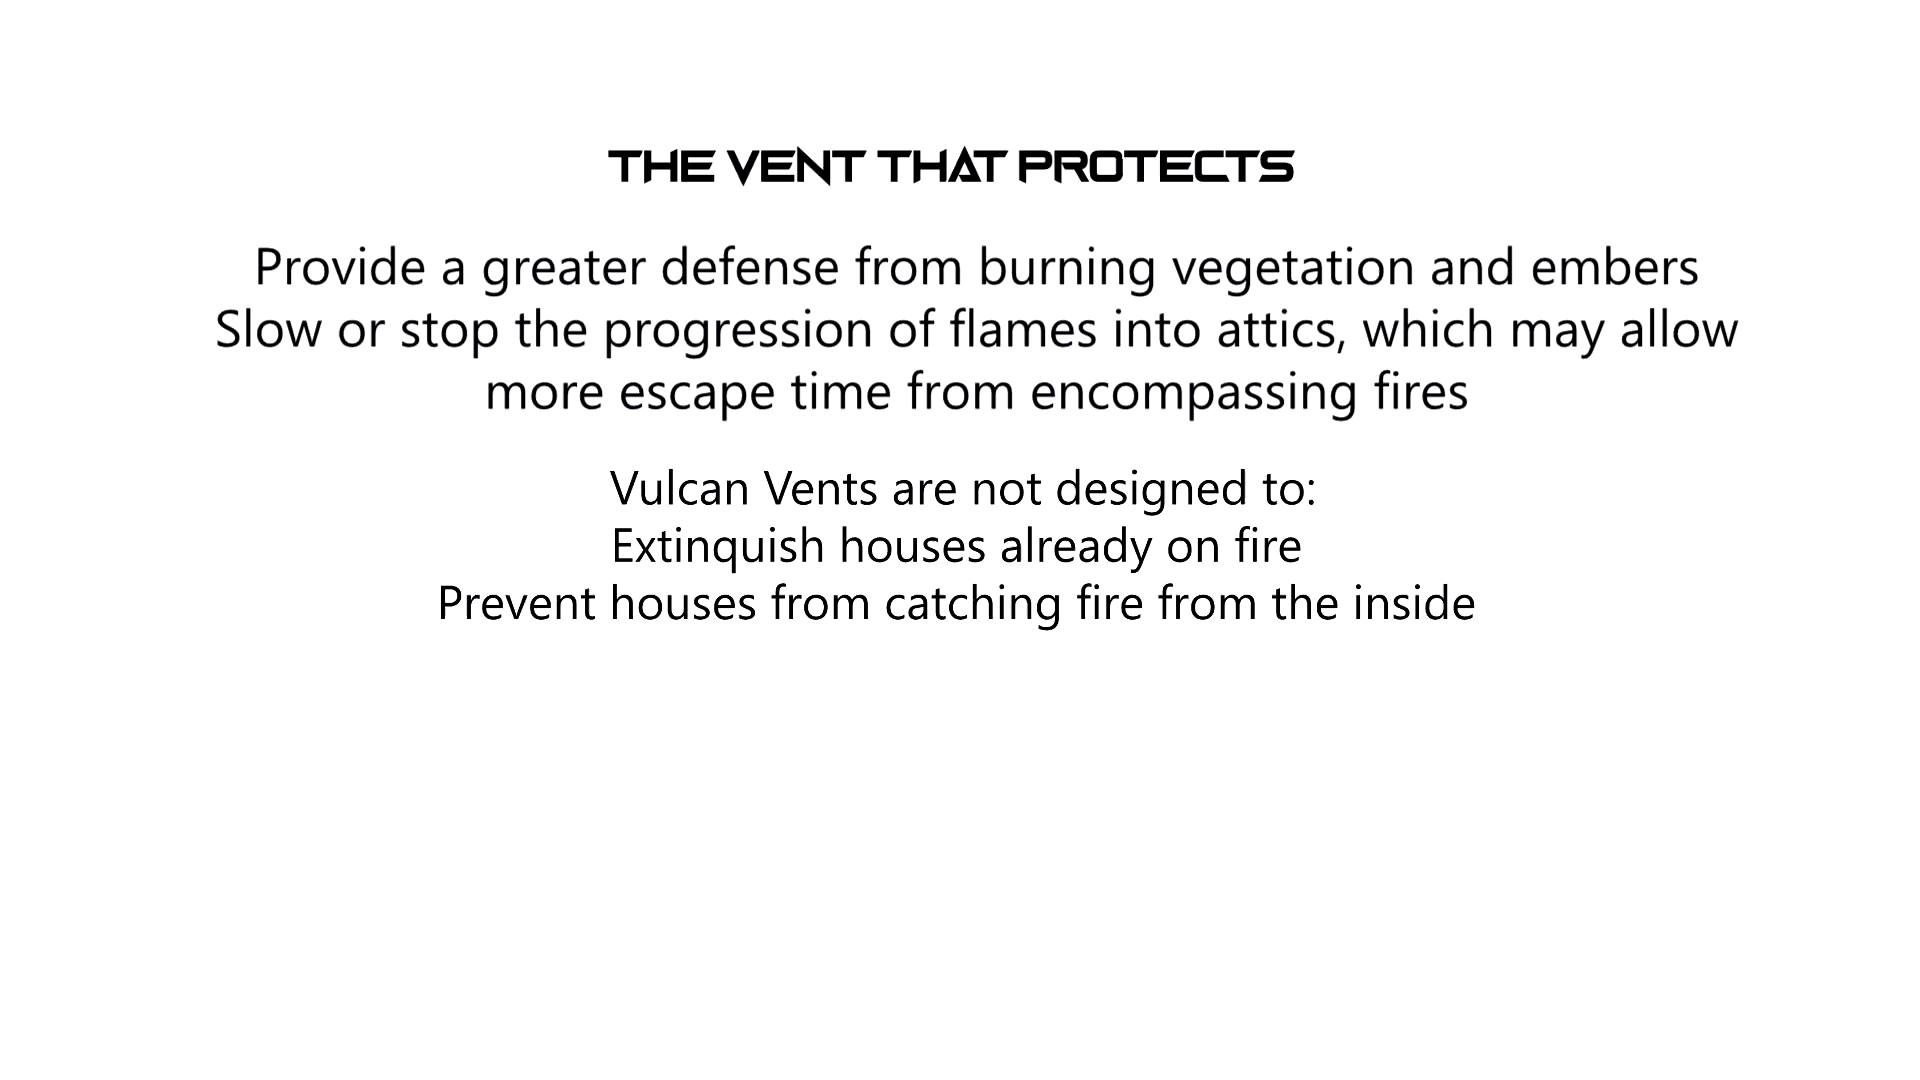 THE VENT THAT PROTECTS
Provide a greater defense from burning vegetation and embers
Slow or stop the progression of flames into attics, which may allow
more escape time from encompassing fires
Vulcan Vents are not designed to:
Extinquish houses already on fire
Prevent houses from catching fire from the inside